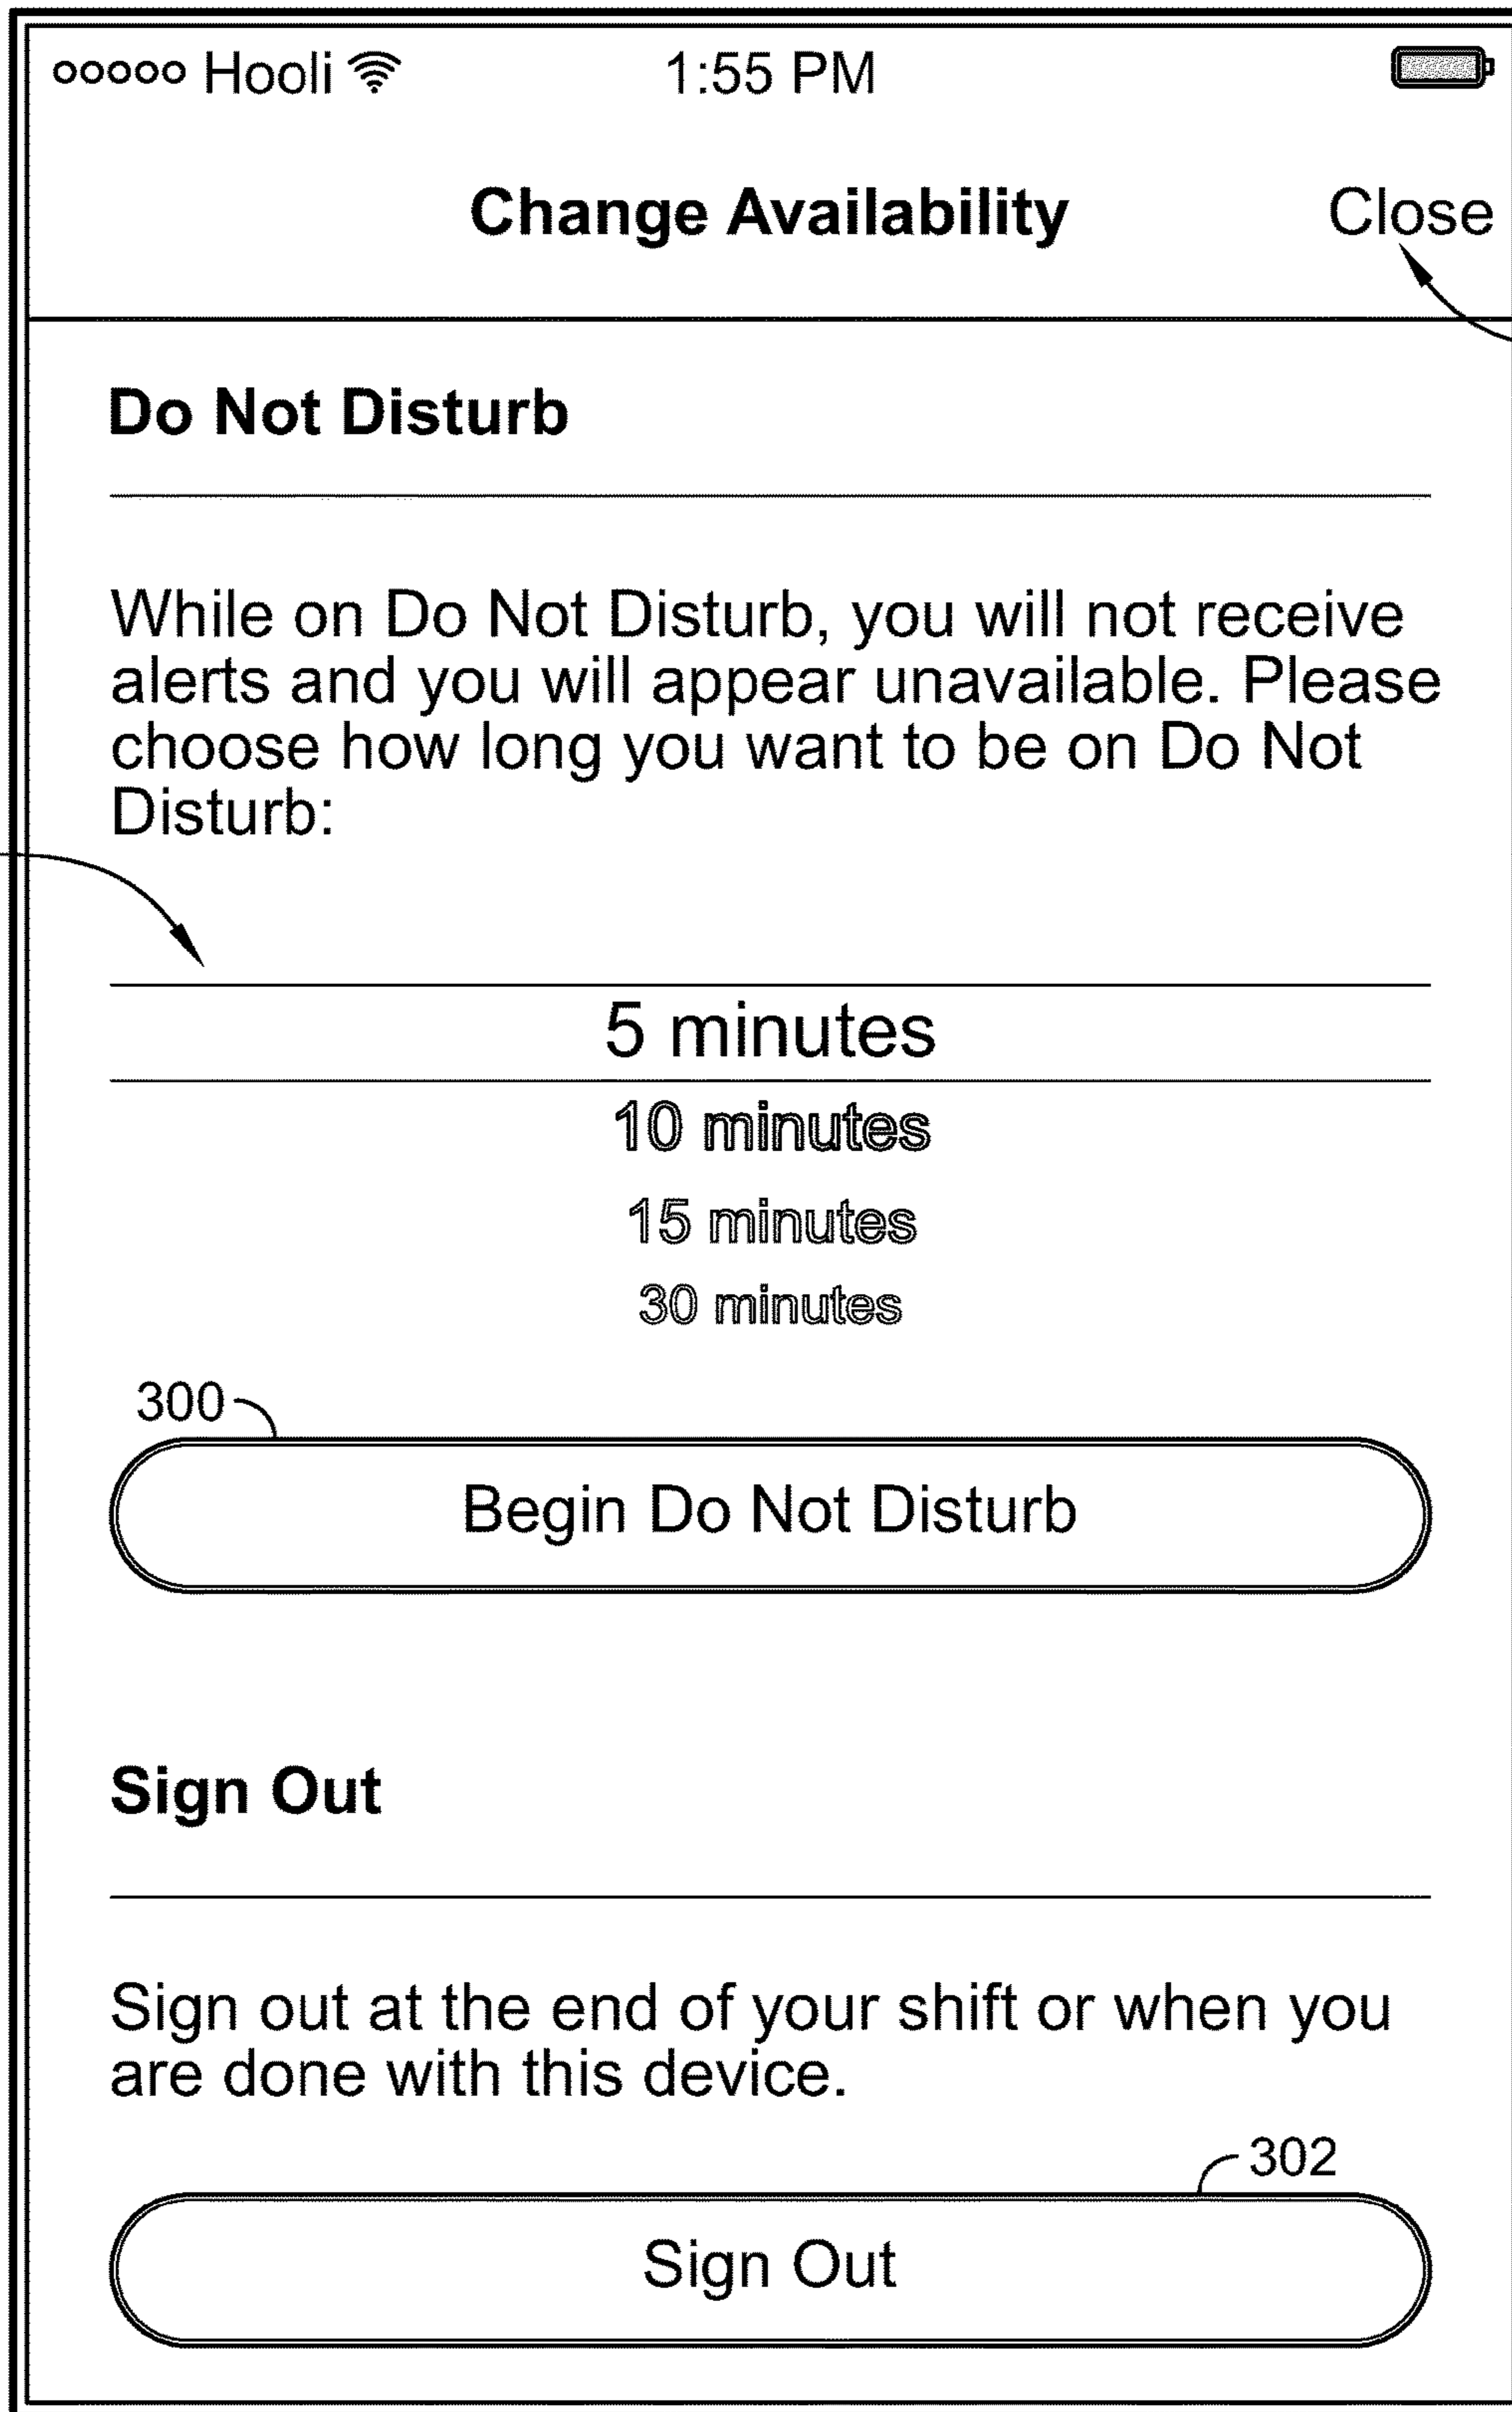 ooooo Hooli 1:55 PM
Change Availability Close
Do Not Disturb
While on Do Not Disturb, you will not receive
alerts and you will appear unavailable. Please
choose how long you want to be on Do Not
Disturb:
5 minutes
10 minutes
15 minutes
30 minutes
300
Begin Do Not Disturb
Sign Out
Sign out at the end of your shift or when you
are done with this device.
302
Sign Out